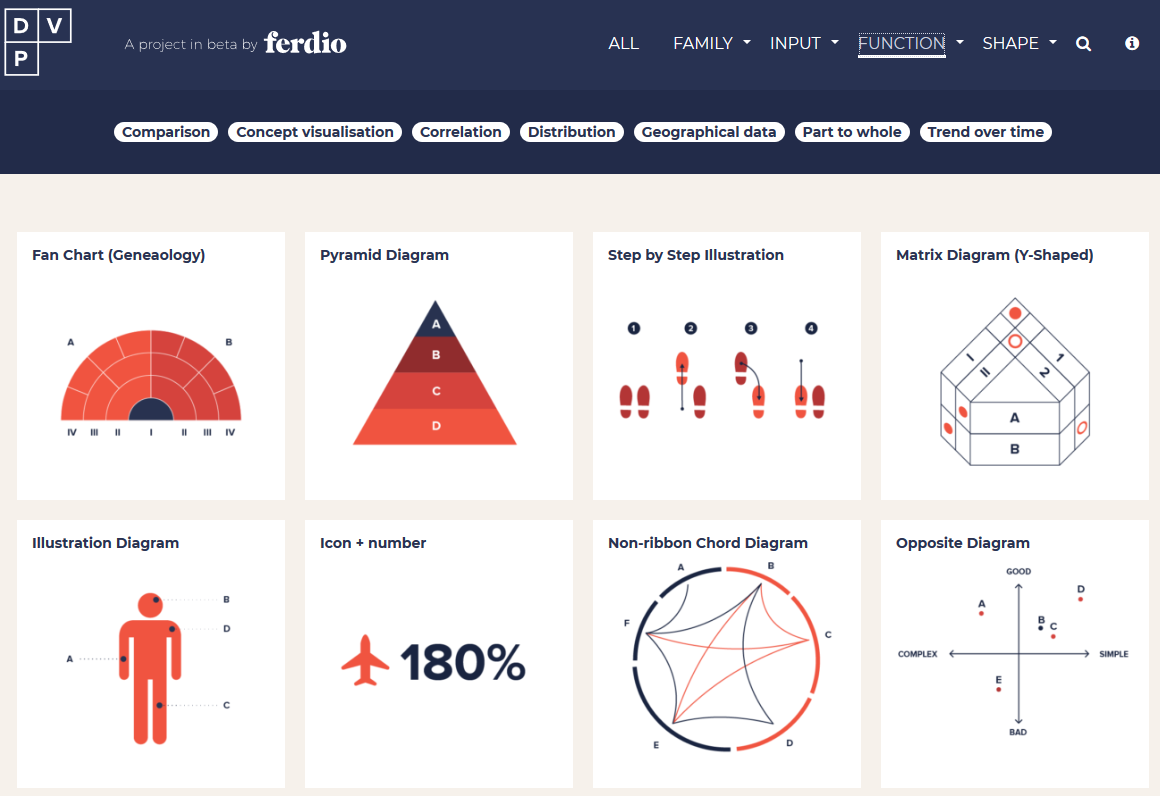 D V
P
A project in beta by ferdio
ALL FAMILY INPUT FUNCTION SHAPE
Comparison Concept visualisation Correlation Distribution Geographical data Part to whole Trend over time
Fan Chart (Geneaology)
A B
IV III II I II III IV
Pyramid Diagram
A
B
C
D
Step by Step Illustration
1 2 3 4
Matrix Diagram (Y-Shaped)
I 1
II 2
A
B
Illustration Diagram
B
D
A
C
Icon + number
180%
Non-ribbon Chord Diagram
A B
F C
E D
Opposite Diagram
GOOD
D
A
B C
COMPLEX SIMPLE
E
BAD